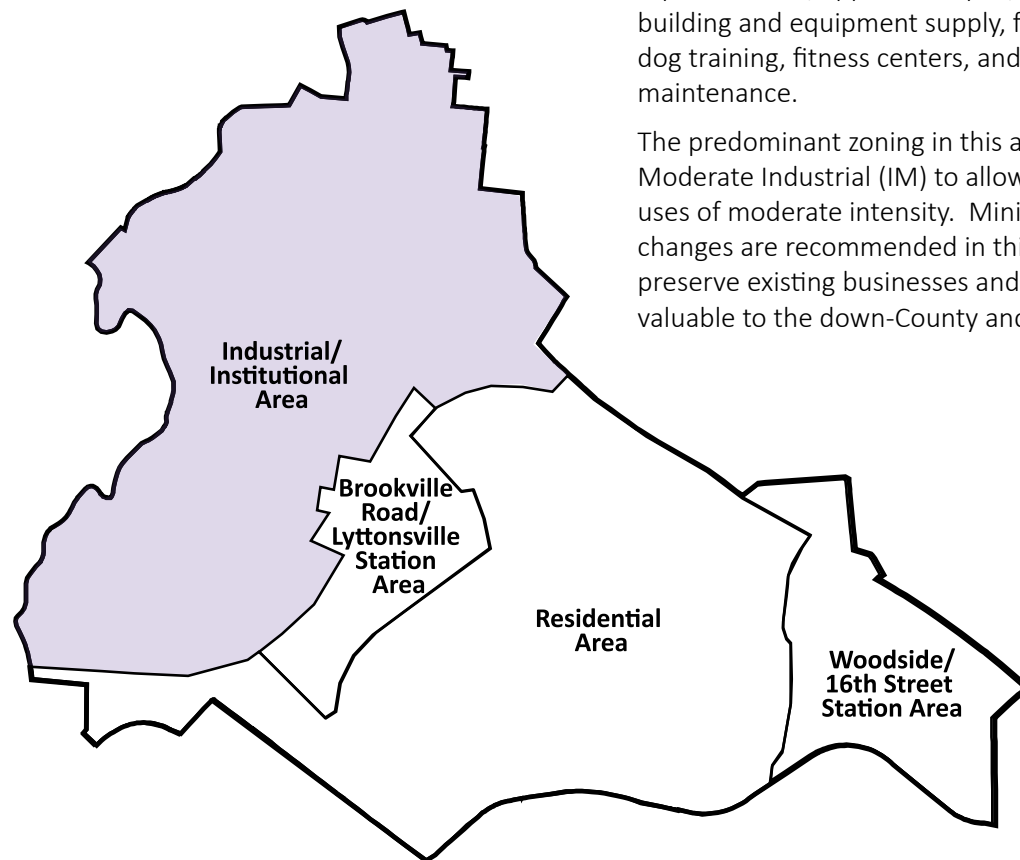 building and equipment supply, f
dog training, fitness centers, and
maintenance.
The predominant zoning in this a
Moderate Industrial (IM) to allow
uses of moderate intensity.  Mini
changes are recommended in thi
preserve existing businesses and
valuable to the down-County and
Industrial/
Institutional
Area
Brookville
Road/
Lyttonsville
Station
Area
Residential
Area
Woodside/
16th Street
Station Area